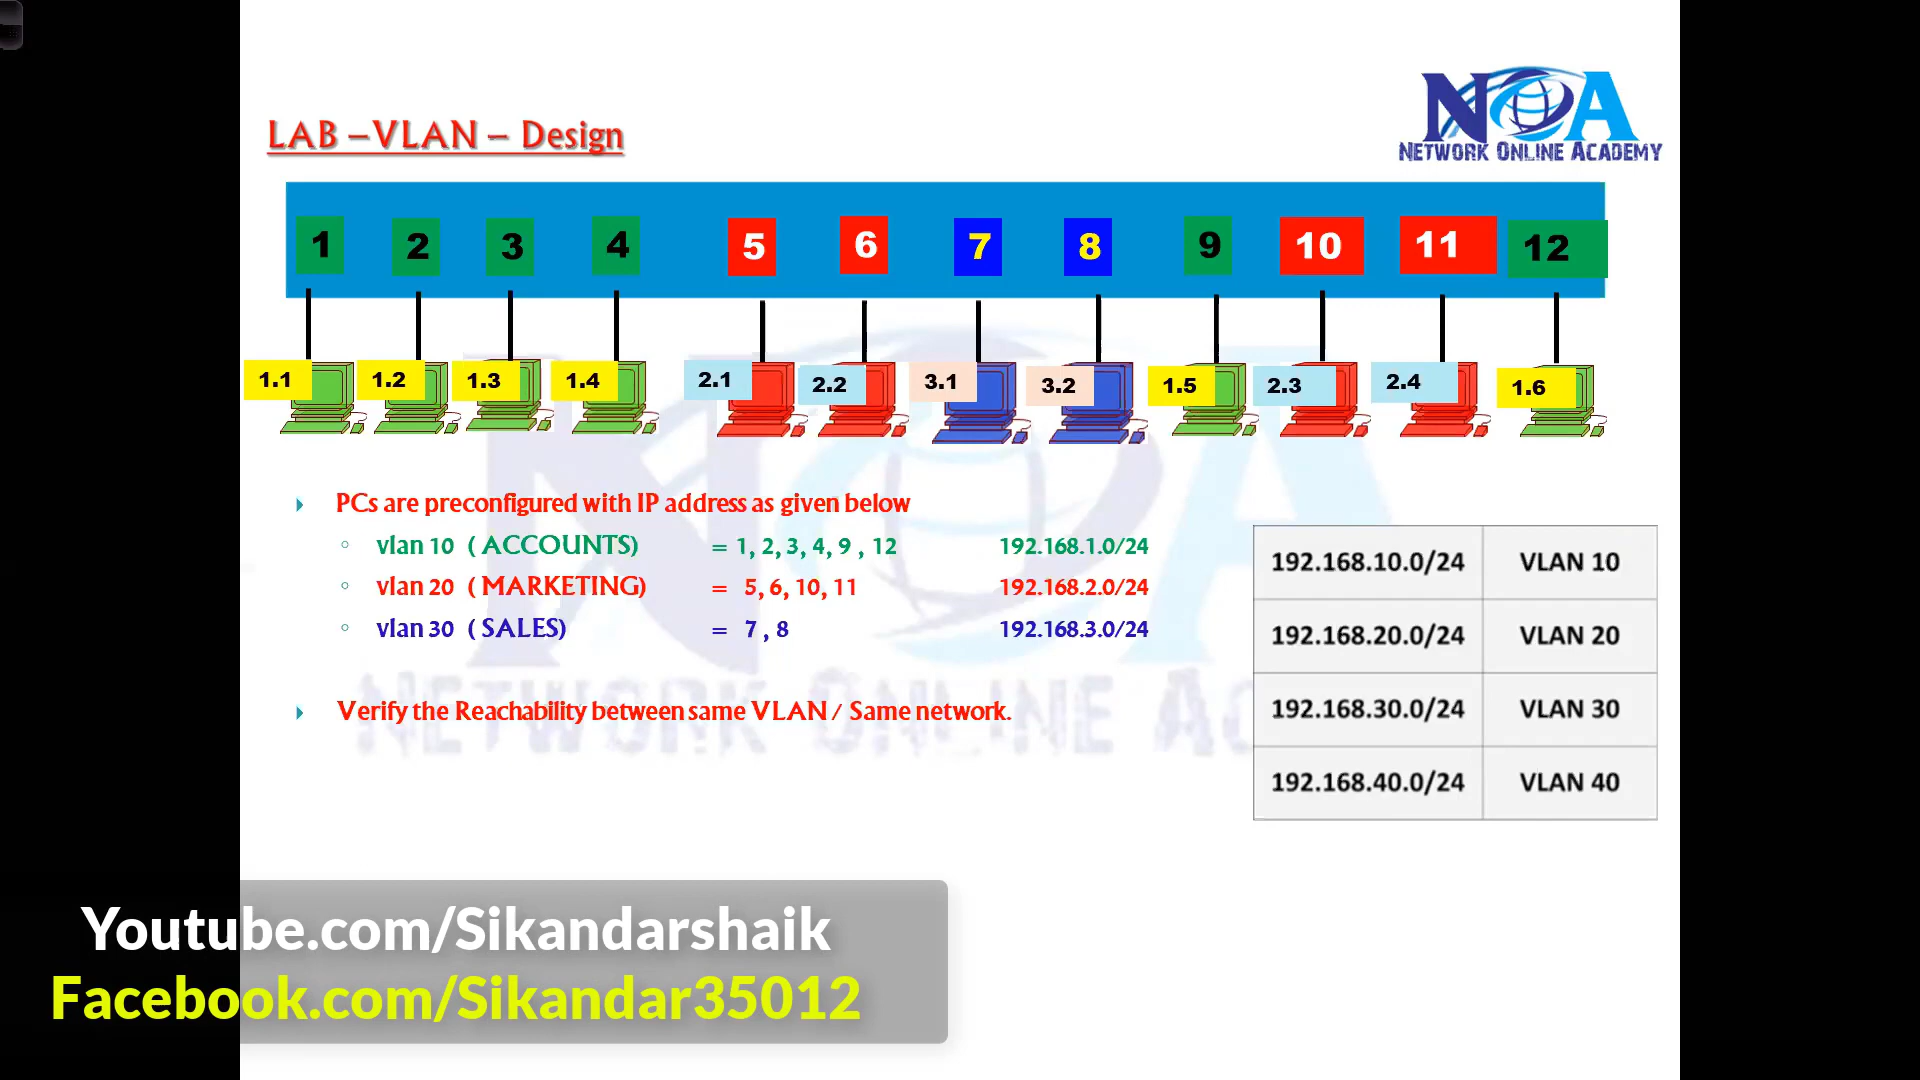 NOA
NETWORK ONLINE ACADEMY
LAB –VLAN – Design
1 2 3 4 5 6 7 8 9 10 11 12
1.1 1.2 1.3 1.4 2.1 2.2 3.1 3.2 1.5 2.3 2.4 1.6
PCs are preconfigured with IP address as given below
vlan 10 ( ACCOUNTS) = 1, 2, 3, 4, 9 , 12 192.168.1.0/24
vlan 20 ( MARKETING) = 5, 6, 10, 11 192.168.2.0/24
vlan 30 ( SALES) = 7 , 8 192.168.3.0/24
Verify the Reachability between same VLAN / Same network.
192.168.10.0/24 VLAN 10
192.168.20.0/24 VLAN 20
192.168.30.0/24 VLAN 30
192.168.40.0/24 VLAN 40
NOA
NETWORK ONLINE AC
Youtube.com/Sikandarshaik
Facebook.com/Sikandar35012